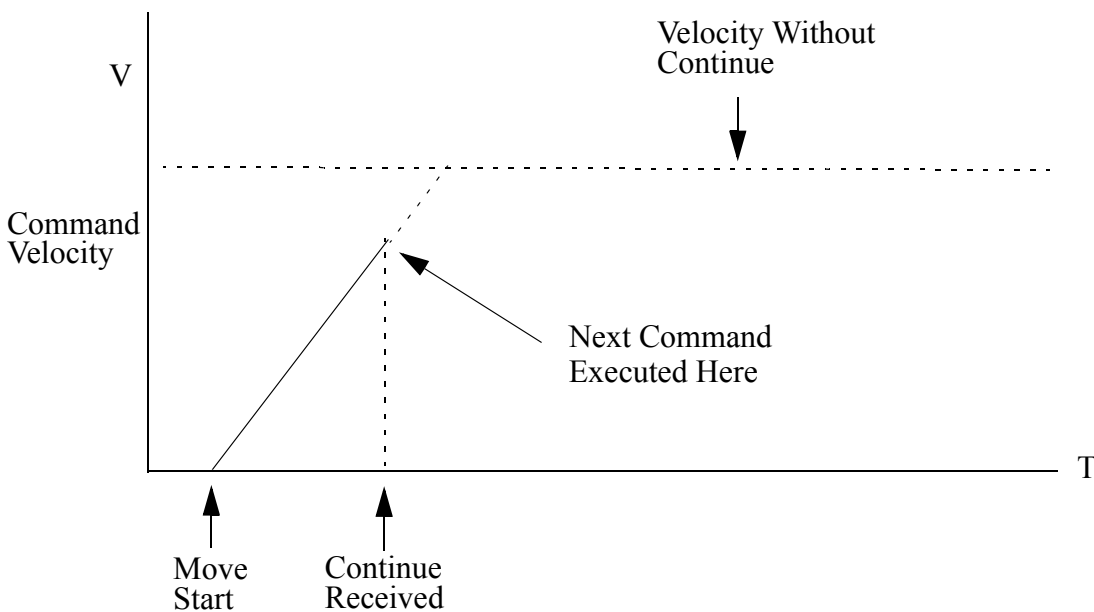 Velocity Without
Continue
V
Command
Velocity
Next Command
Executed Here
T
Move
Start
Continue
Received